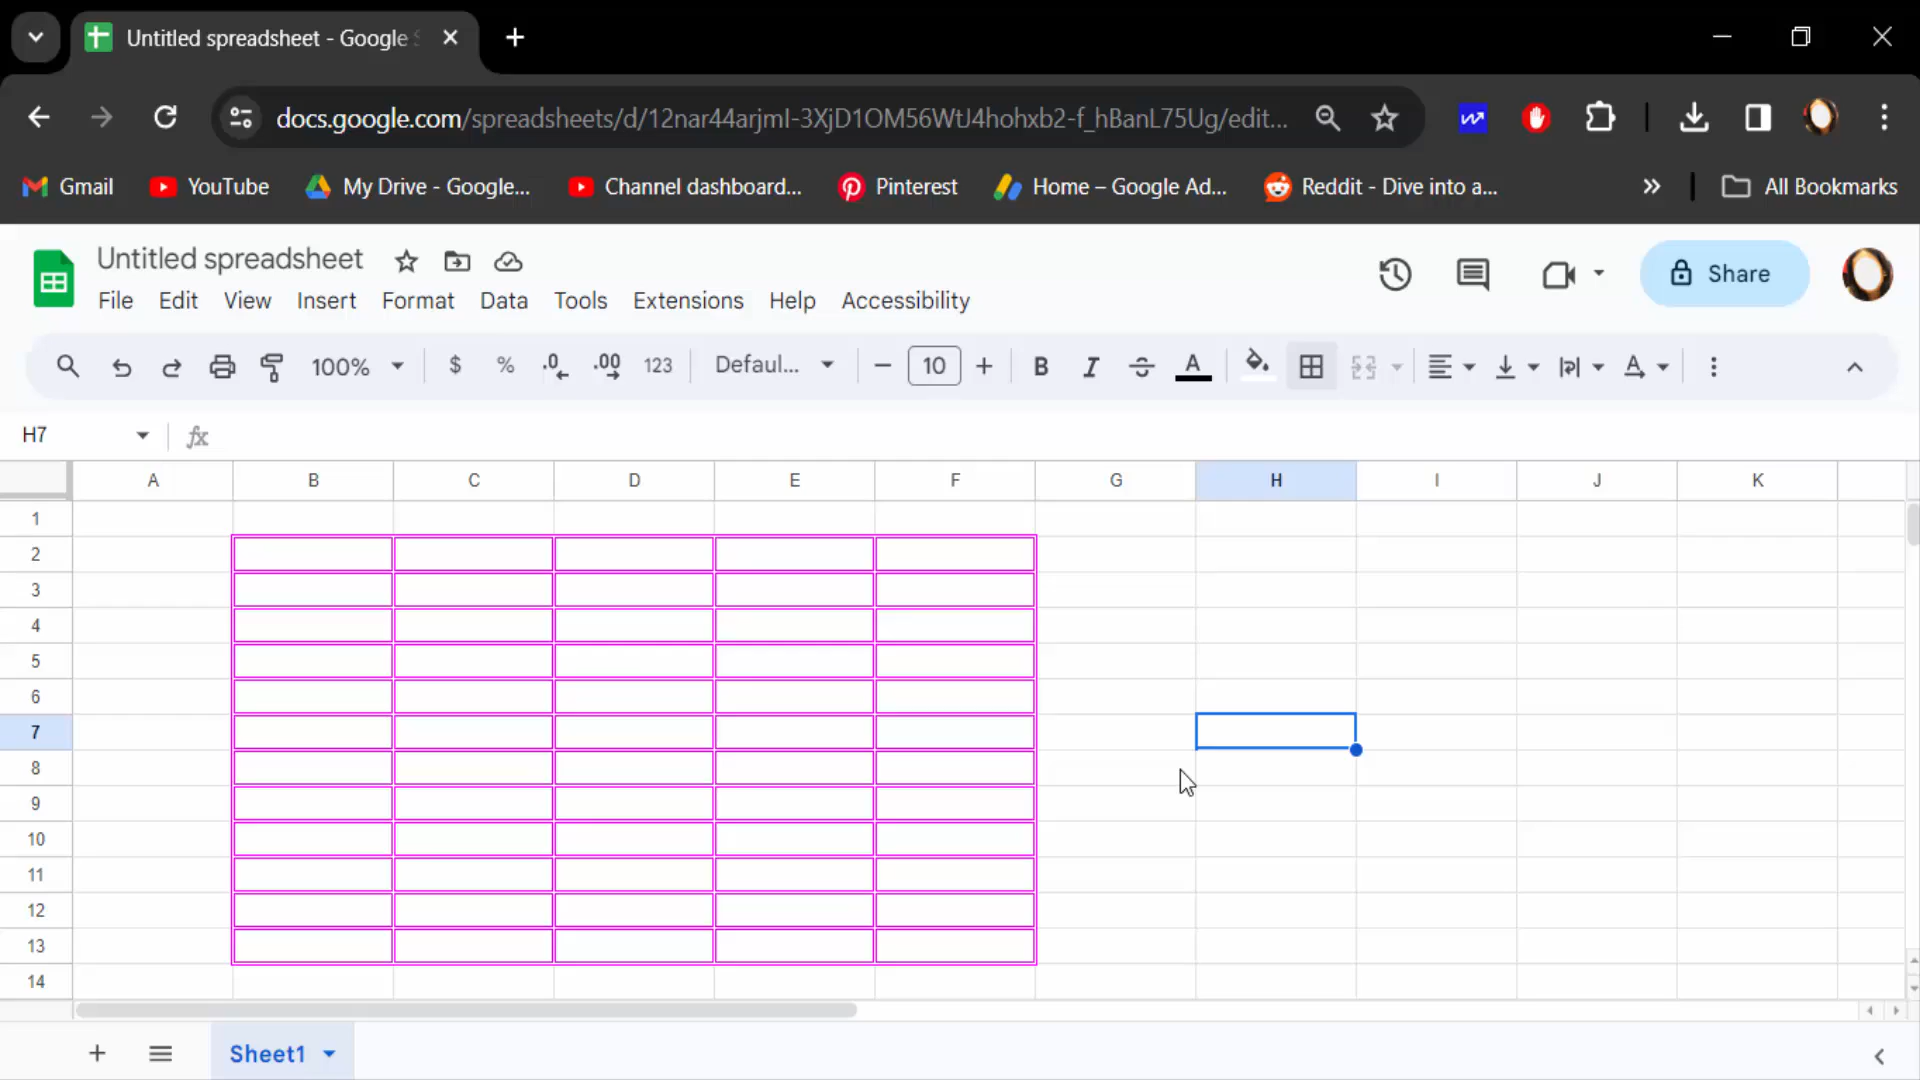 Untitled spreadsheet - Google S
docs.google.com/spreadsheets/d/12nar44arjmI-3XjD1OM56WtJ4hohxb2-f_hBanL75Ug/edit...
Gmail YouTube My Drive - Google... Channel dashboard... Pinterest Home – Google Ad... Reddit - Dive into a... » All Bookmarks
Untitled spreadsheet
Share
File Edit View Insert Format Data Tools Extensions Help Accessibility
100% $ % .0 .00 123 Defaul... 10 B I A A
H7 fx
A B C D E F G H I J K
1
2
3
4
5
6
7
8
9
10
11
12
13
14
Sheet1